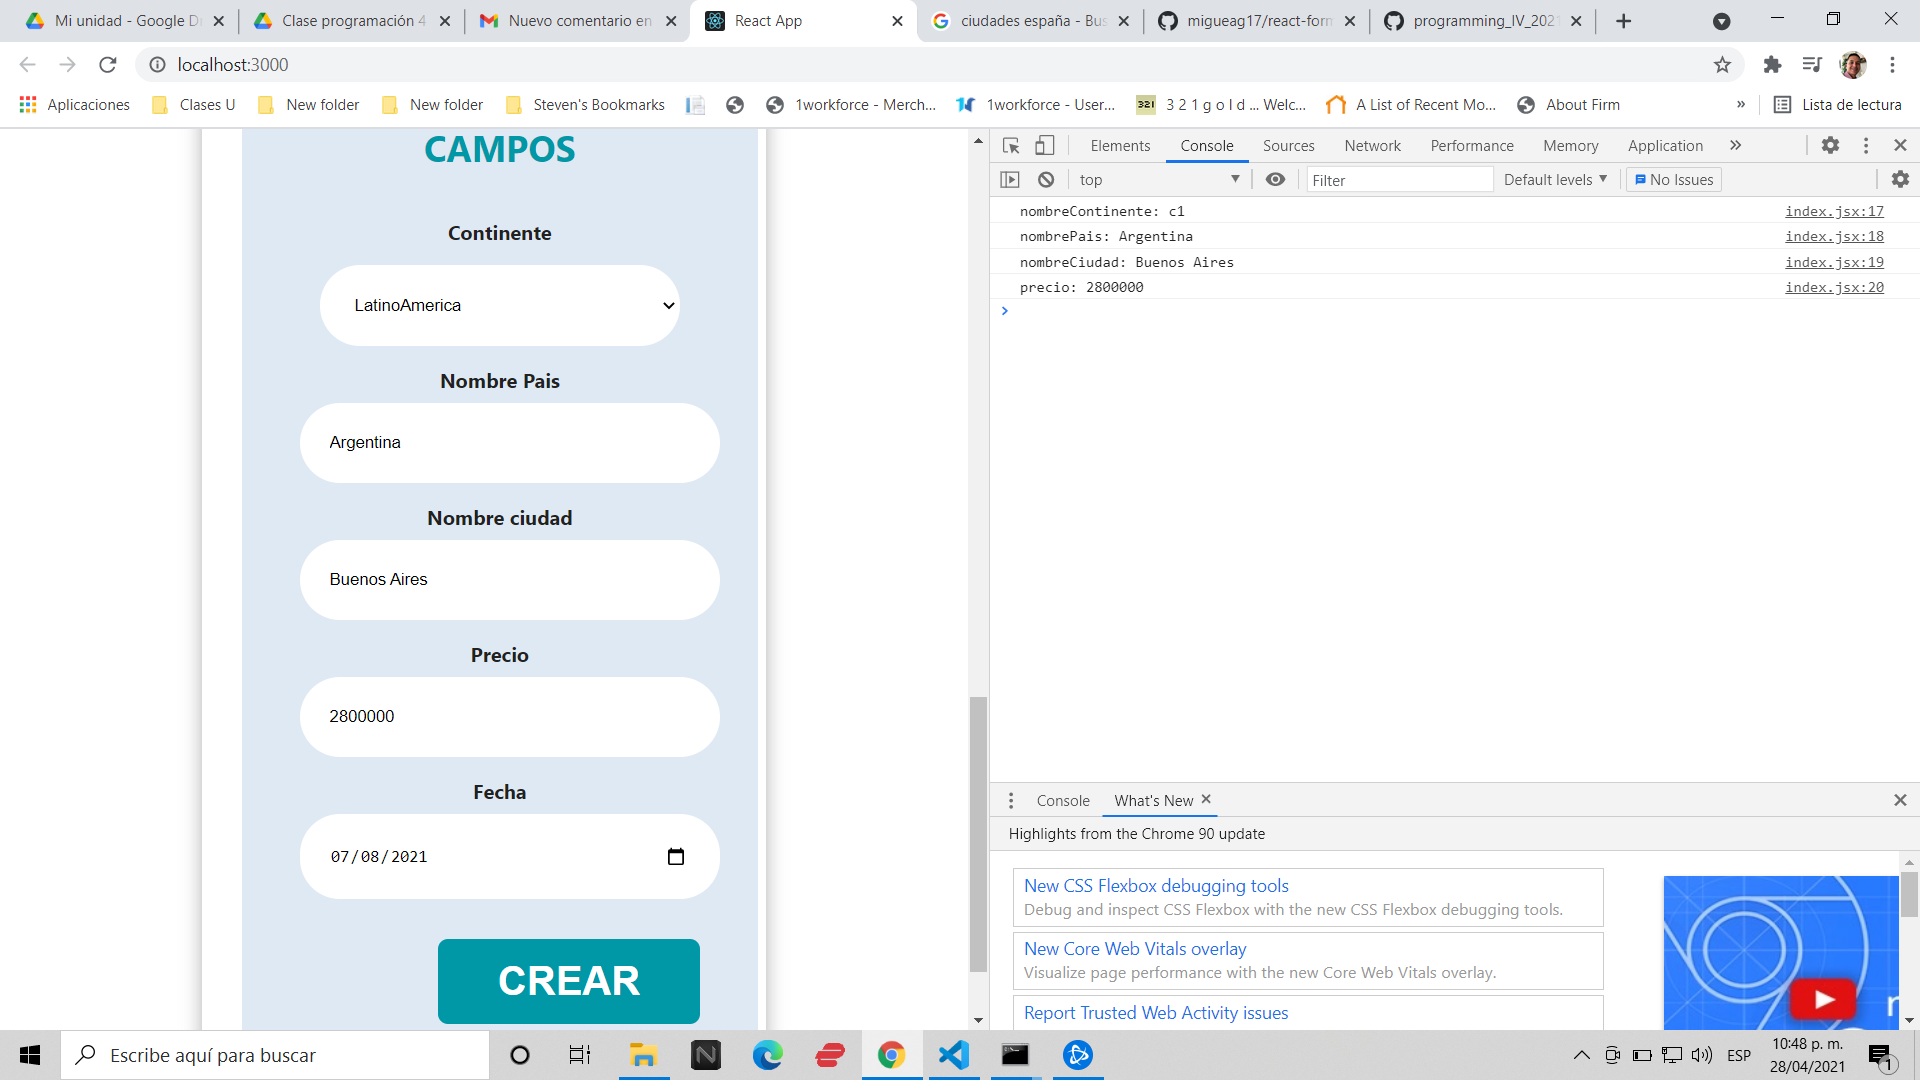 Mi unidad - Google D
Clase programación 4
Nuevo comentario en
React App
ciudades españa - Bus
migueag17/react-form
programming_IV_2021
localhost:3000
Aplicaciones
Clases U
New folder
New folder
Steven's Bookmarks
1workforce - Merch...
1workforce - User...
321
3 2 1 g o l d ... Welc...
A List of Recent Mo...
About Firm
»
Lista de lectura
CAMPOS
Continente
LatinoAmerica
Nombre Pais
Argentina
Nombre ciudad
Buenos Aires
Precio
2800000
Fecha
07/08/2021
CREAR
Elements
Console
Sources
Network
Performance
Memory
Application
»
top
Filter
Default levels
No Issues
nombreContinente: c1 index.jsx:17
nombrePais: Argentina index.jsx:18
nombreCiudad: Buenos Aires index.jsx:19
precio: 2800000 index.jsx:20
Console
What's New
Highlights from the Chrome 90 update
New CSS Flexbox debugging tools
Debug and inspect CSS Flexbox with the new CSS Flexbox debugging tools.
New Core Web Vitals overlay
Visualize page performance with the new Core Web Vitals overlay.
Report Trusted Web Activity issues
Escribe aquí para buscar
ESP
10:48 p. m.
28/04/2021
1